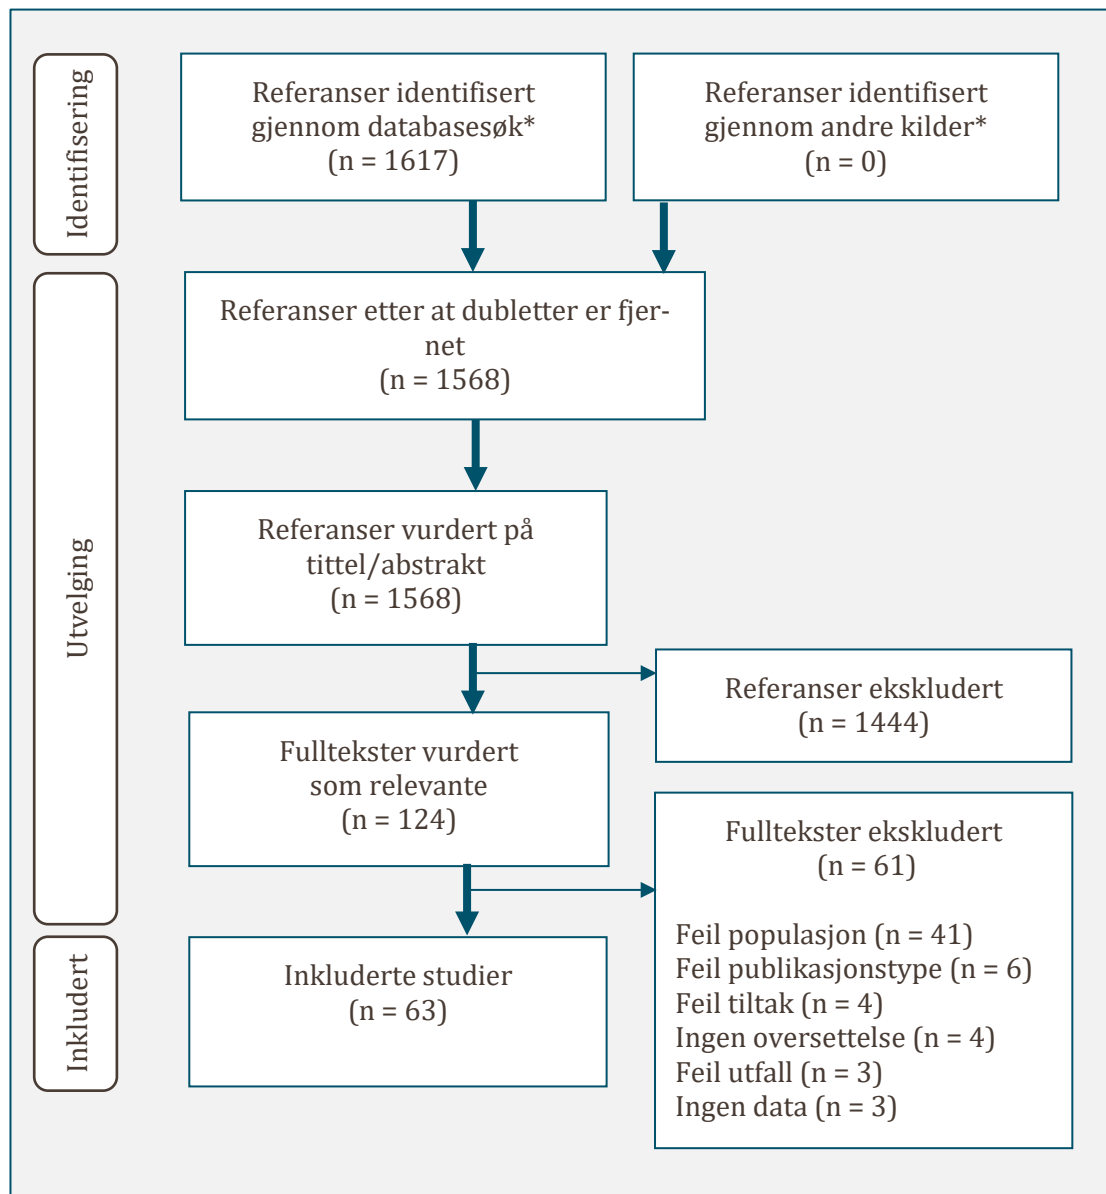 Identifisering
Referanser identifisert
gjennom databasesøk*
(n = 1617)
Referanser identifisert
gjennom andre kilder*
(n = 0)
Utvelging
Referanser etter at dubletter er fjer-
net
(n = 1568)
Referanser vurdert på
tittel/abstrakt
(n = 1568)
Referanser ekskludert
(n = 1444)
Fulltekster vurdert
som relevante
(n = 124)
Fulltekster ekskludert
(n = 61)
Feil populasjon (n = 41)
Feil publikasjonstype (n = 6)
Feil tiltak (n = 4)
Ingen oversettelse (n = 4)
Feil utfall (n = 3)
Ingen data (n = 3)
Inkludert
Inkluderte studier
(n = 63)